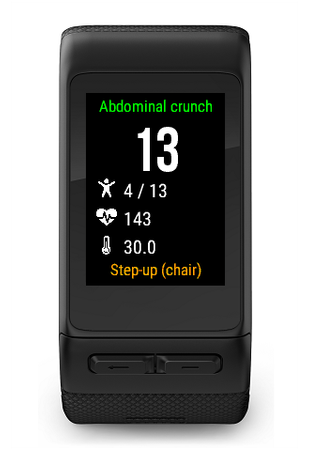 Abdominal crunch
13
4 / 13
143
30.0
Step-up (chair)